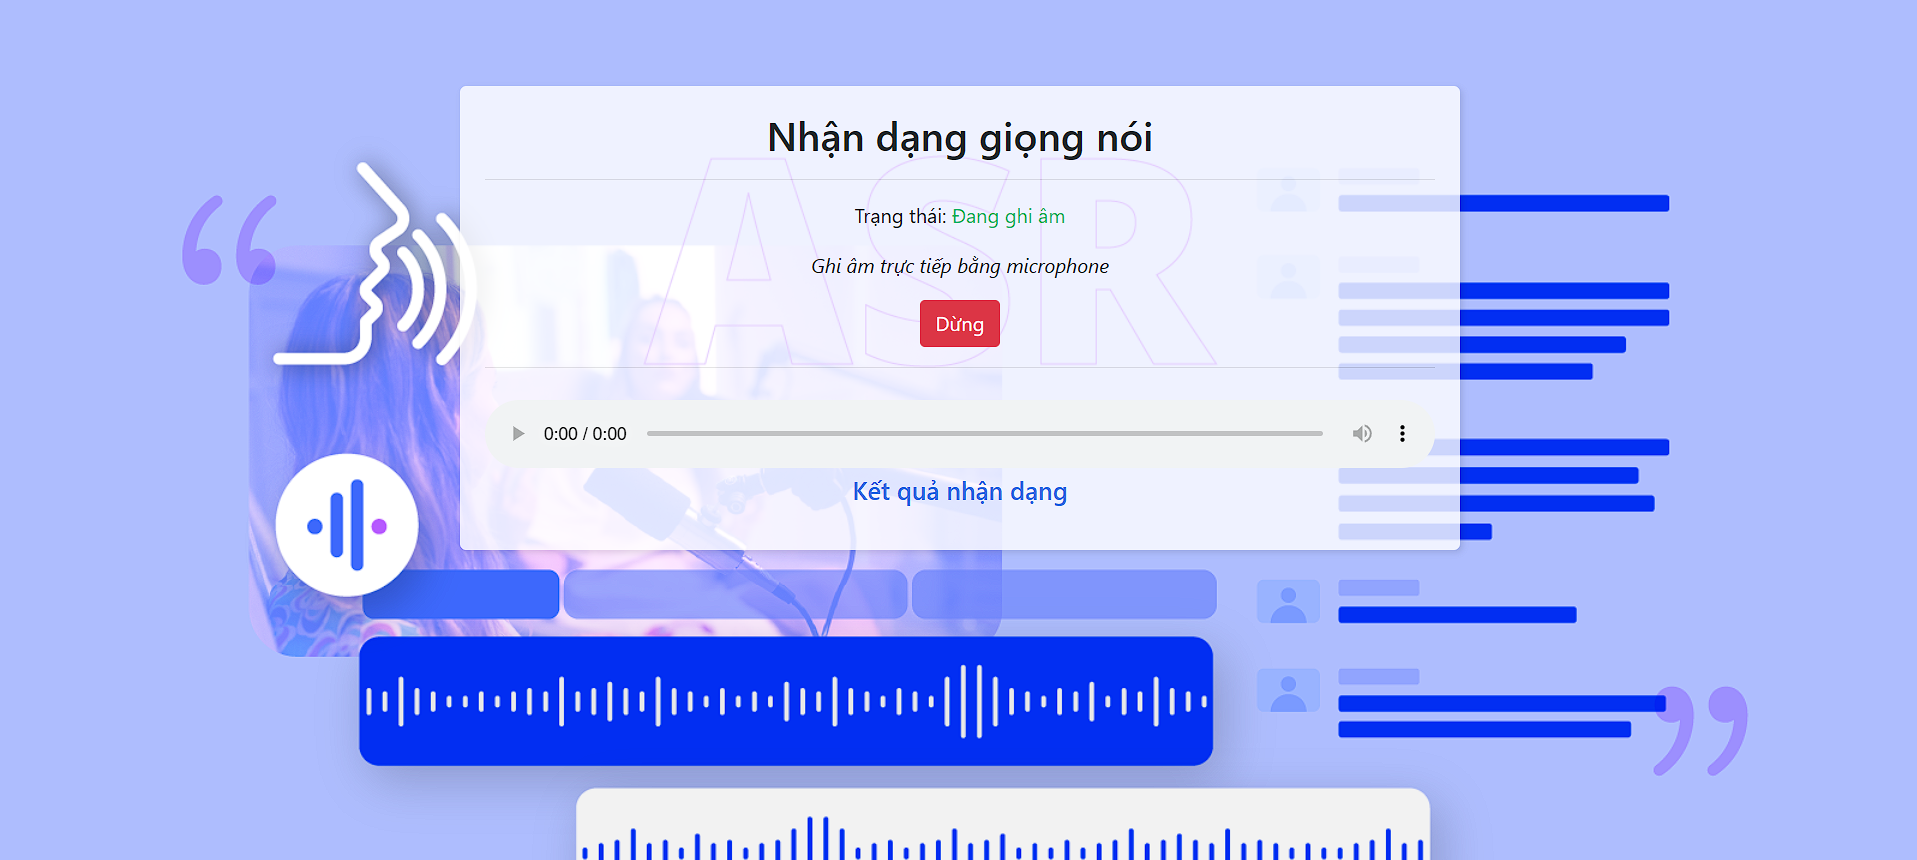 Nhận dạng giọng nói
ASR
Trạng thái: Đang ghi âm
Ghi âm trực tiếp bằng microphone
Dừng
0:00 / 0:00
Kết quả nhận dạng